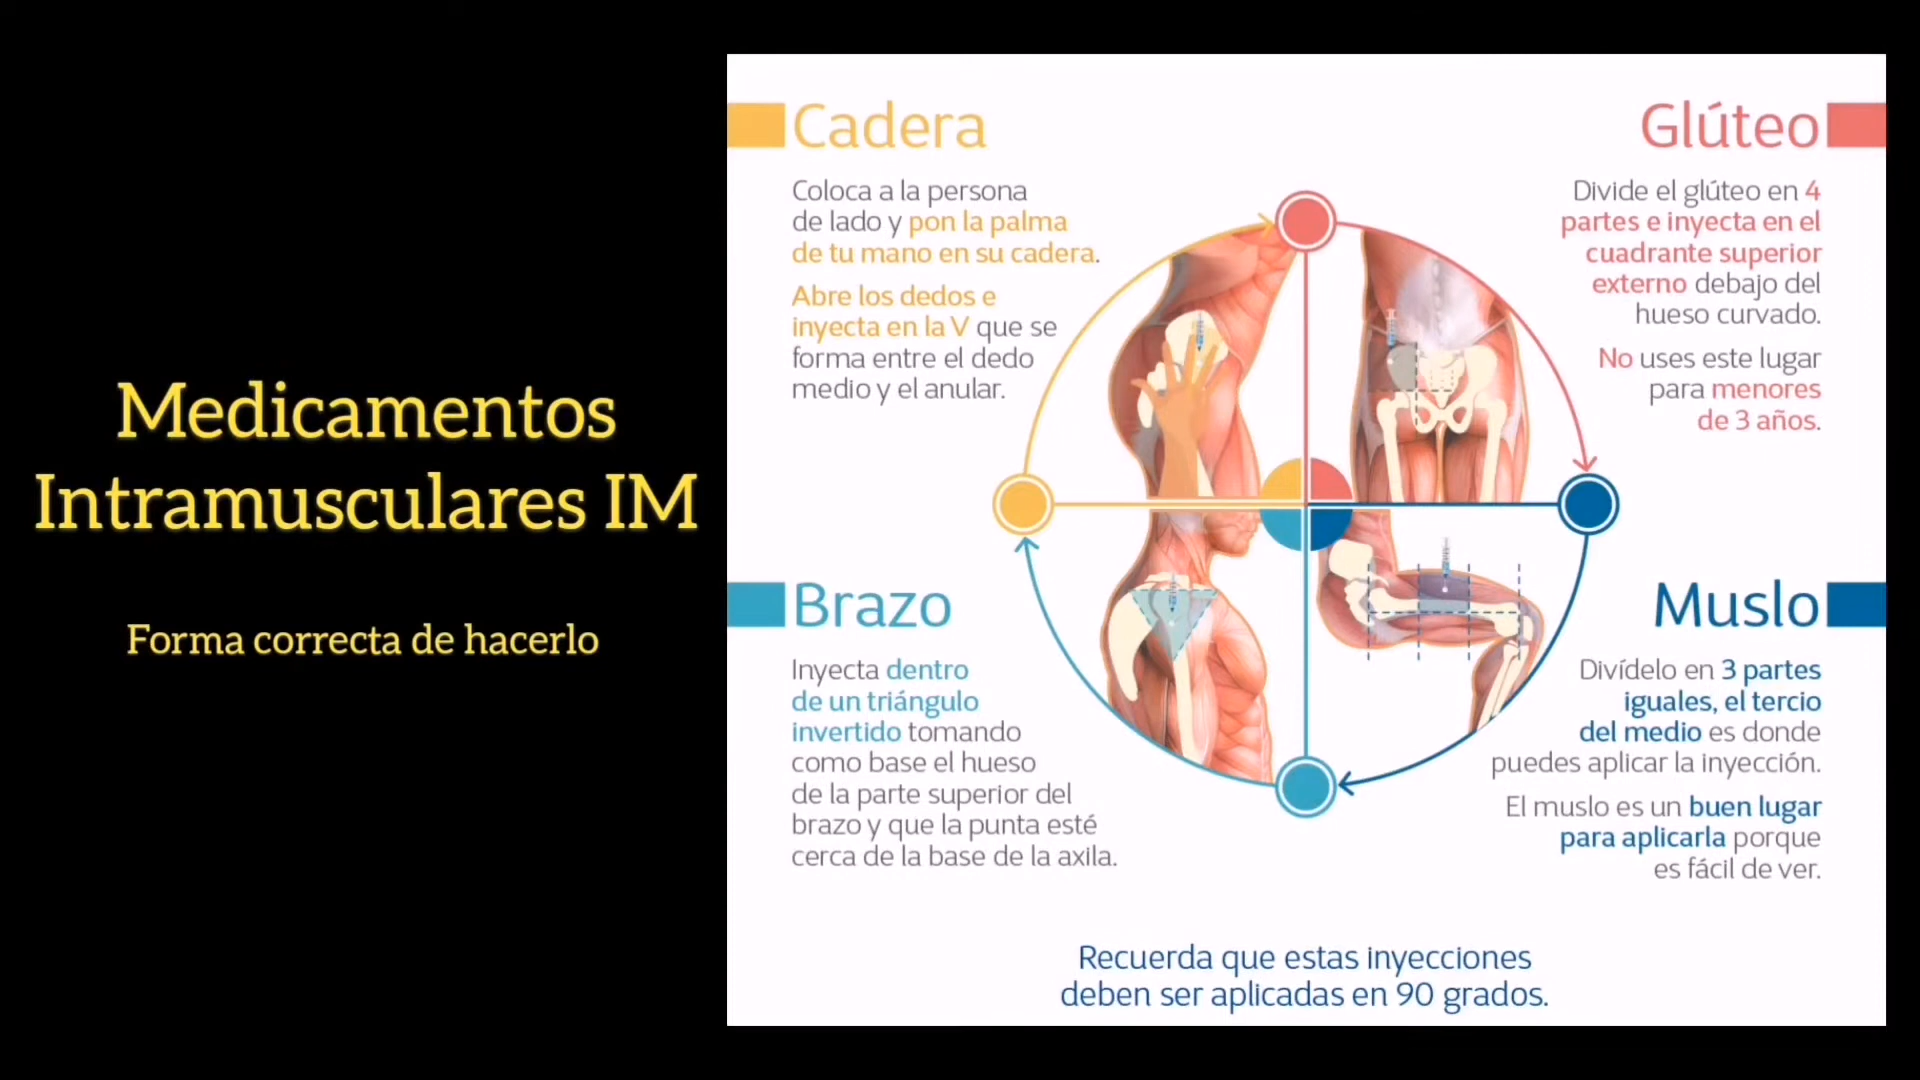 Medicamentos
Intramusculares IM
Forma correcta de hacerlo
Cadera
Coloca a la persona
de lado y pon la palma
de tu mano en su cadera.
Abre los dedos e
inyecta en la V que se
forma entre el dedo
medio y el anular.
Glúteo
Divide el glúteo en 4
partes e inyecta en el
cuadrante superior
externo debajo del
hueso curvado.
No uses este lugar
para menores
de 3 años.
Brazo
Inyecta dentro
de un triángulo
invertido tomando
como base el hueso
de la parte superior del
brazo y que la punta esté
cerca de la base de la axila.
Muslo
Divídelo en 3 partes
iguales, el tercio
del medio es donde
puedes aplicar la inyección.
El muslo es un buen lugar
para aplicarla porque
es fácil de ver.
Recuerda que estas inyecciones
deben ser aplicadas en 90 grados.